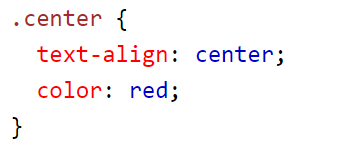 .center {
  text-align: center;
  color: red;
}